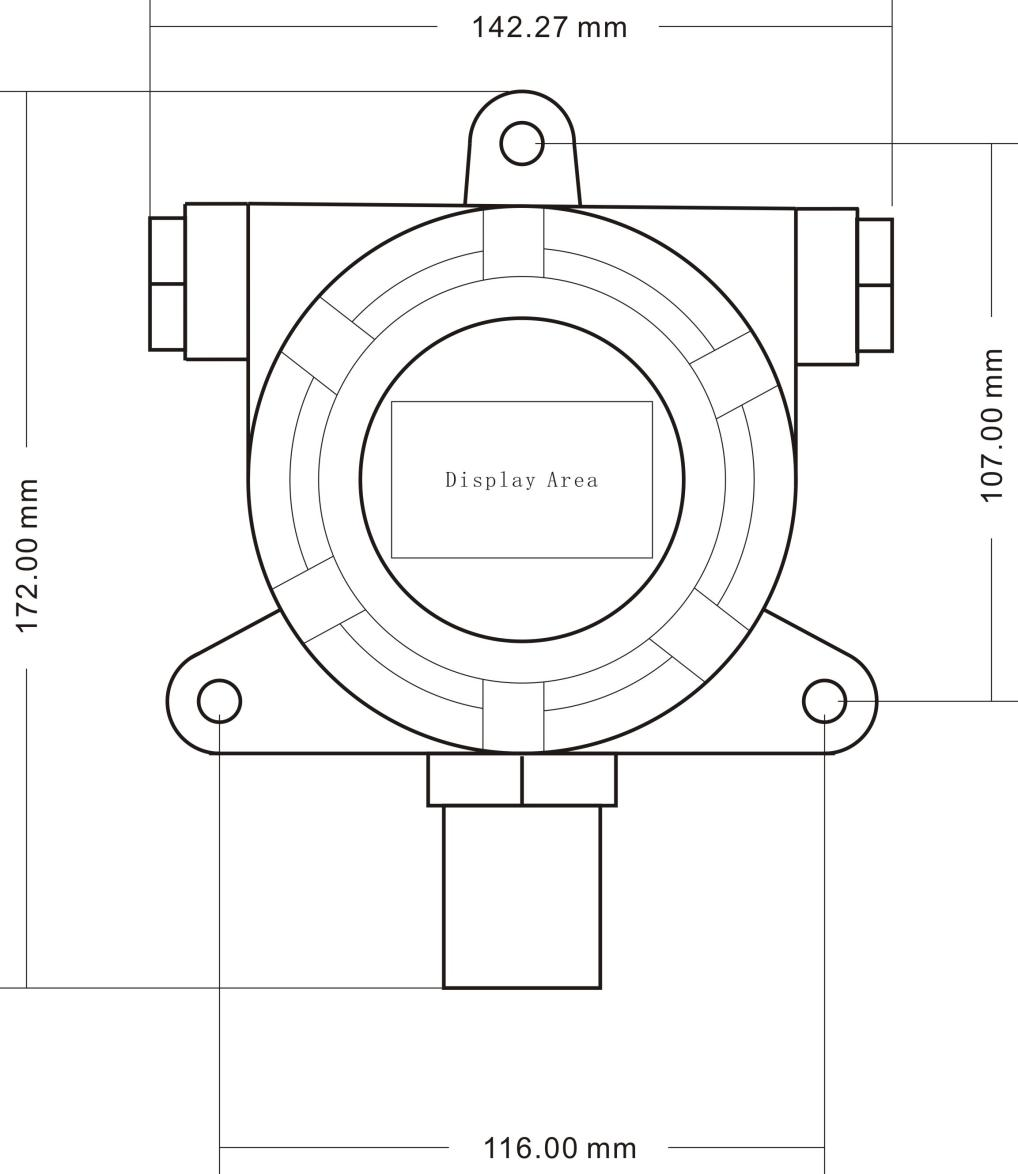 142.27 mm
107.00 mm
Display Area
172.00 mm
116.00 mm